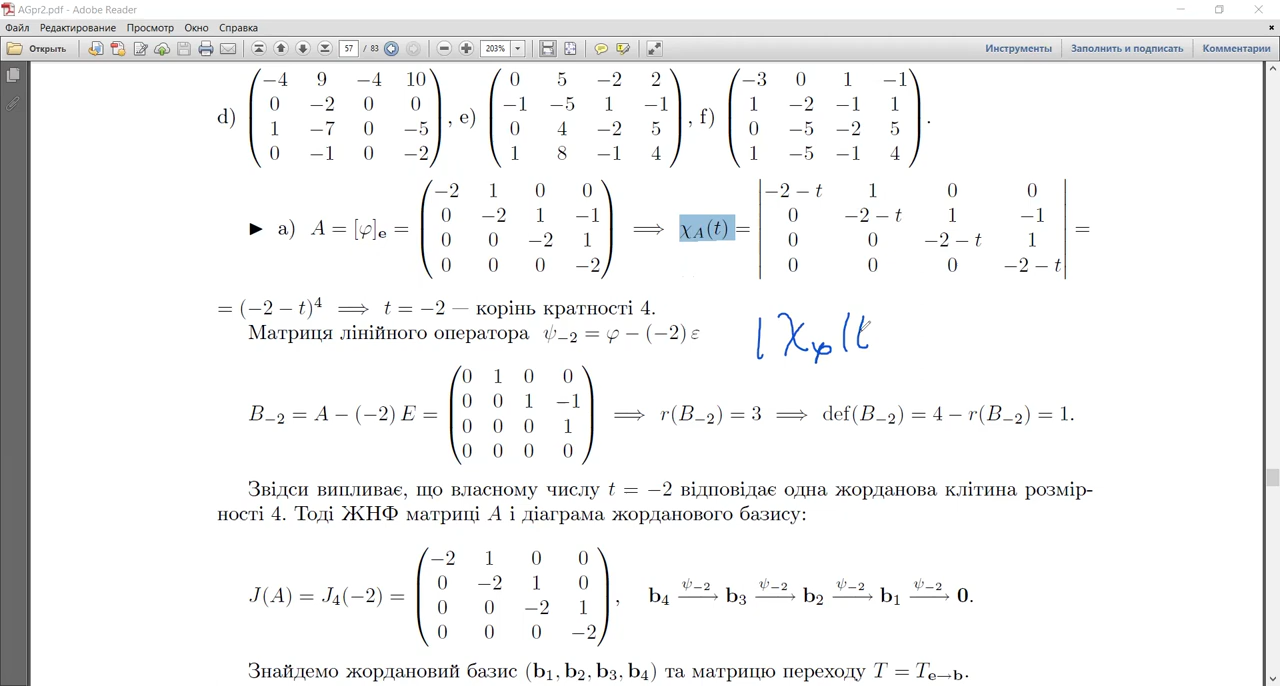 AGpr2.pdf - Adobe Reader
Файл Редактирование Просмотр Окно Справка
Открыть 57 / 83 203% Инструменты Заполнить и подписать Комментарии
d) (−4 9 −4 10
0 −2 0 0
1 −7 0 −5
0 −1 0 −2), e) (0 5 −2 2
−1 −5 1 −1
0 4 −2 5
1 8 −1 4), f) (−3 0 1 −1
1 −2 −1 1
0 −5 −2 5
1 −5 −1 4).
▶ a) A = [φ]e = (−2 1 0 0
0 −2 1 −1
0 0 −2 1
0 0 0 −2) ⟹ χA(t) = |−2 − t 1 0 0
0 −2 − t 1 −1
0 0 −2 − t 1
0 0 0 −2 − t| =
= (−2 − t)⁴ ⟹ t = −2 — корінь кратності 4.
Матриця лінійного оператора ψ−2 = φ − (−2) ε
| χφ(t
B−2 = A − (−2) E = (0 1 0 0
0 0 1 −1
0 0 0 1
0 0 0 0) ⟹ r(B−2) = 3 ⟹ def(B−2) = 4 − r(B−2) = 1.
Звідси випливає, що власному числу t = −2 відповідає одна жорданова клітина розмір-
ності 4. Тоді ЖНФ матриці A і діаграма жорданового базису:
J(A) = J4(−2) = (−2 1 0 0
0 −2 1 0
0 0 −2 1
0 0 0 −2), b4 ψ−2⟶ b3 ψ−2⟶ b2 ψ−2⟶ b1 ψ−2⟶ 0.
Знайдемо жордановий базис (b1, b2, b3, b4) та матрицю переходу T = Te→b.